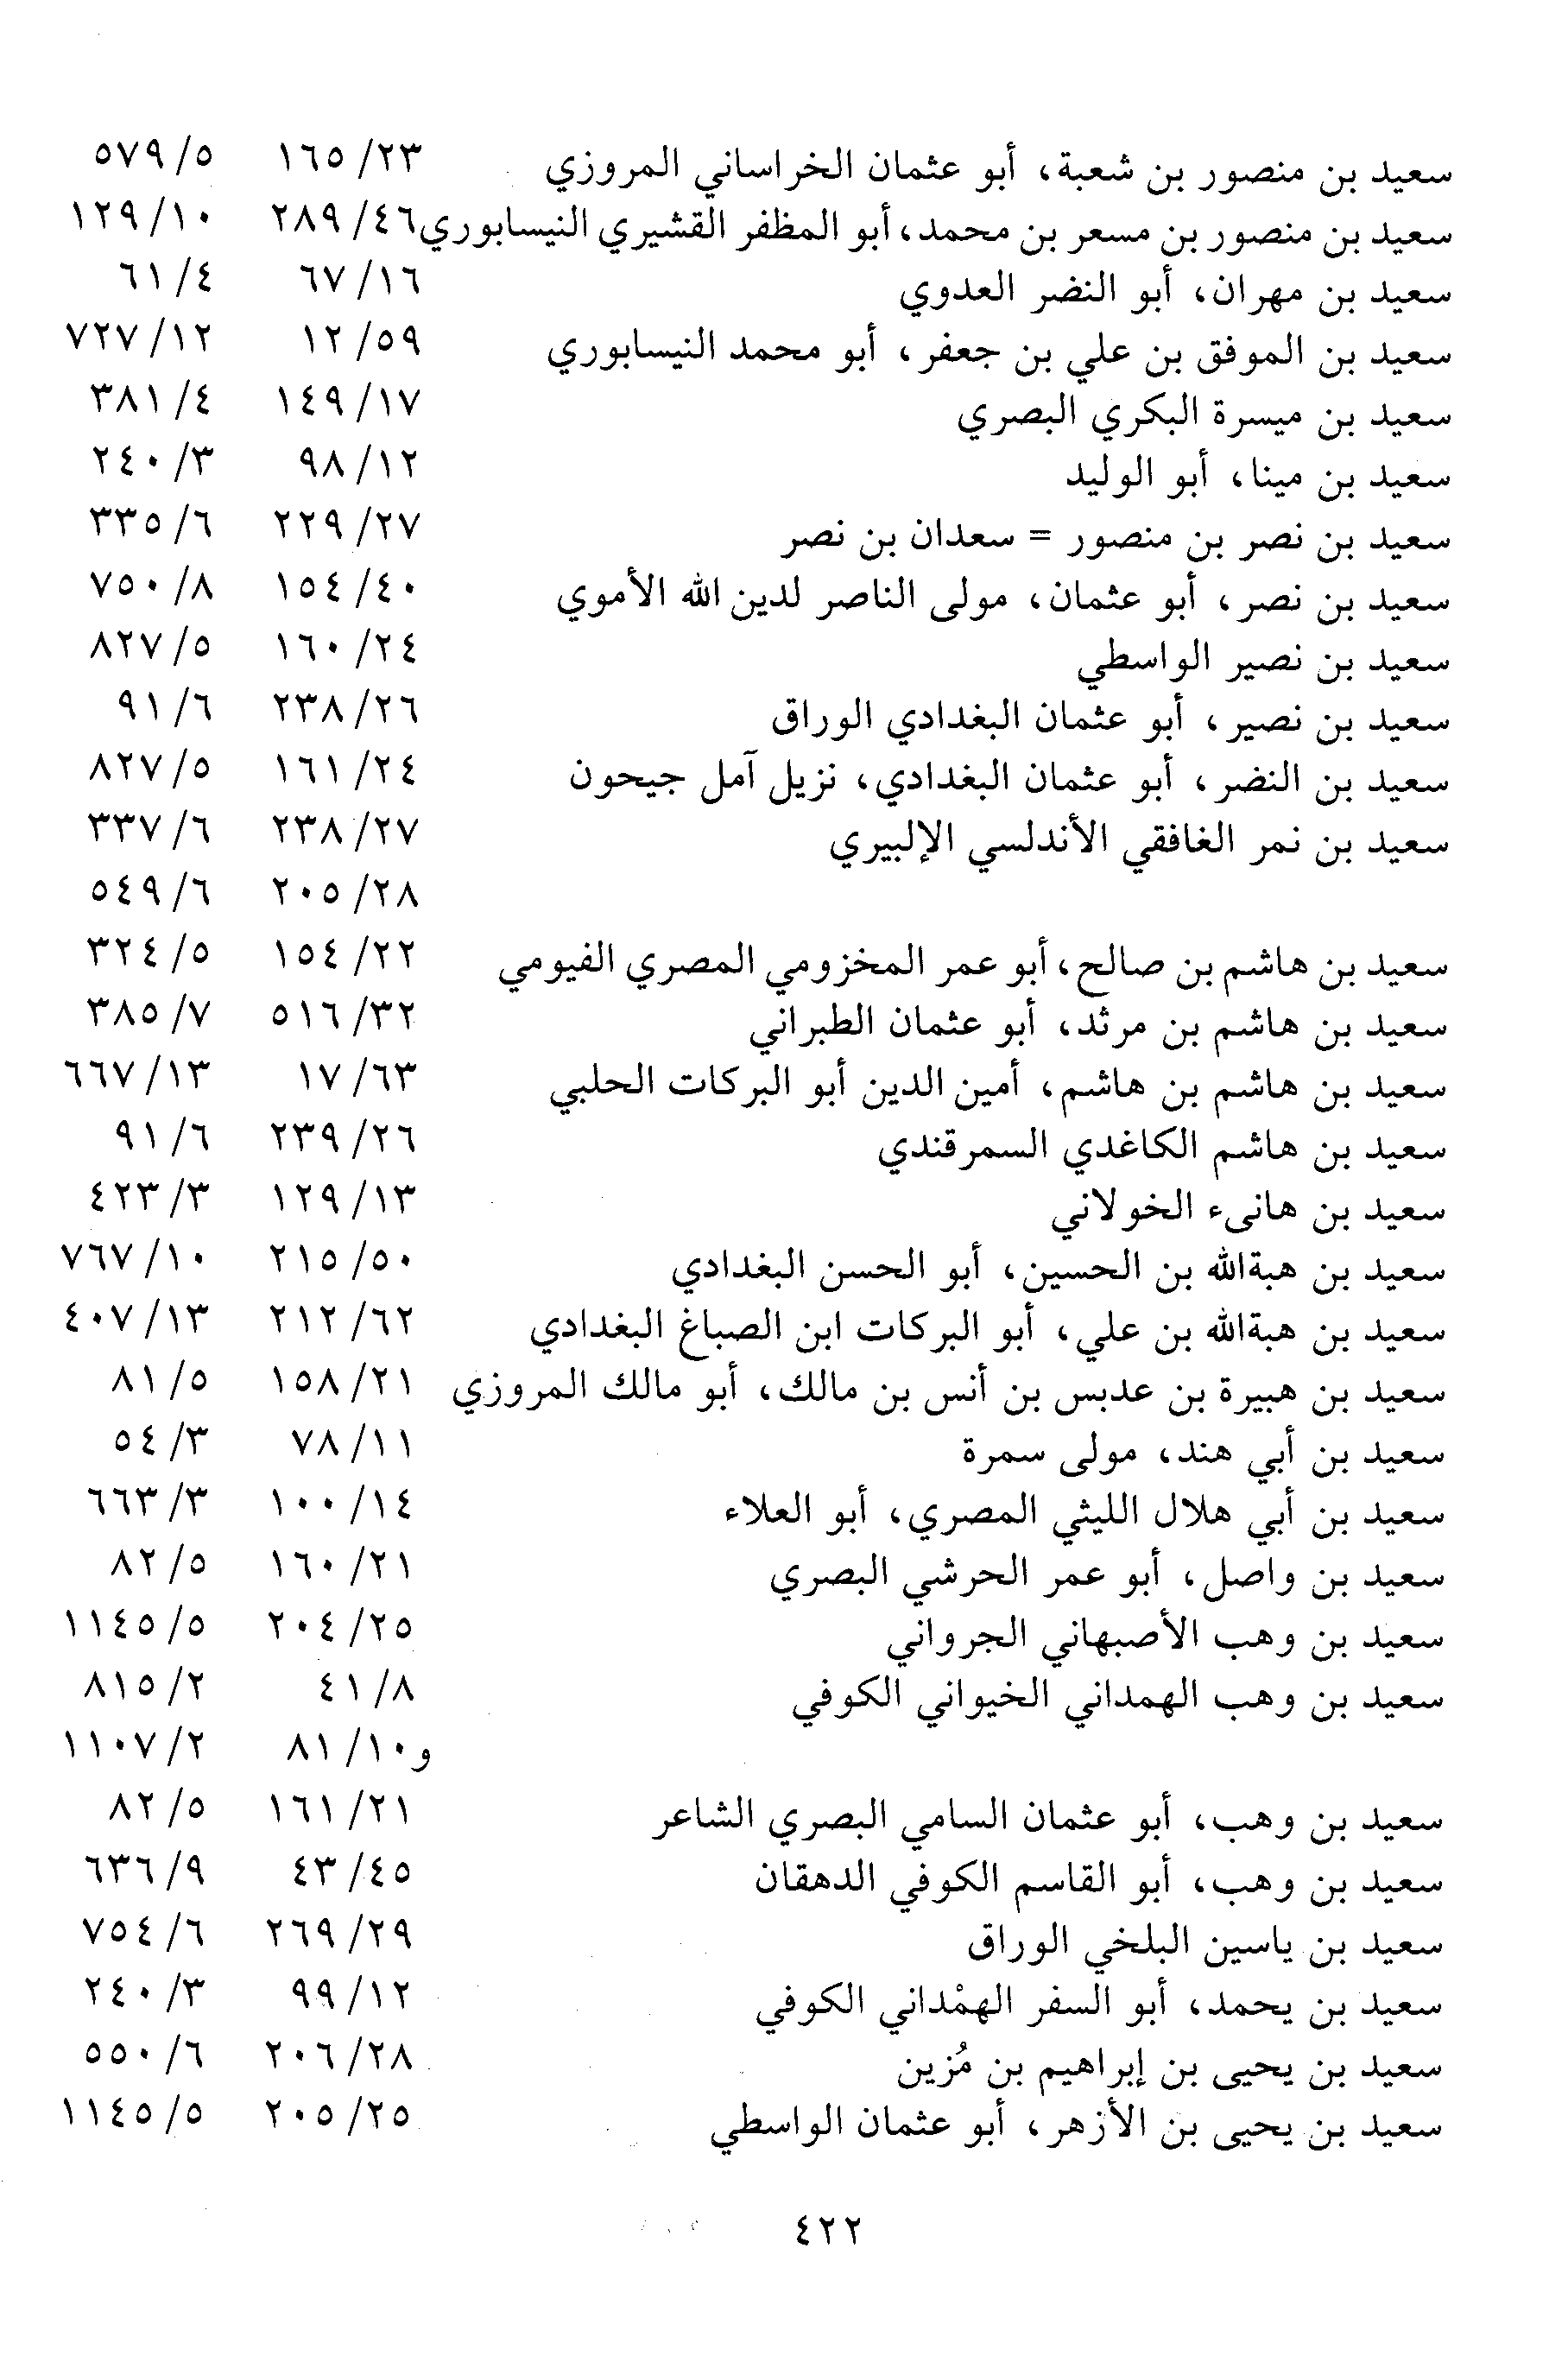 سعيد بن منصور بن شعبة، أبو عثمان الخراساني المروزي ٢٣/ ١٦٥ ٥/ ٥٧٩
سعيد بن منصور بن مسعر بن محمد، أبو المظفر القشيري النيسابوري ٤٦/ ٢٨٩ ١٠/ ١٢٩
سعيد بن مهران، أبو النضر العدوي ١٦/ ٦٧ ٤/ ٦١
سعيد بن الموفق بن علي بن جعفر، أبو محمد النيسابوري ٥٩/ ١٢ ١٢/ ٧٢٧
سعيد بن ميسرة البكري البصري ١٧/ ١٤٩ ٤/ ٣٨١
سعيد بن مينا، أبو الوليد ١٢/ ٩٨ ٣/ ٢٤٠
سعيد بن نصر بن منصور = سعدان بن نصر ٢٧/ ٢٢٩ ٦/ ٣٣٥
سعيد بن نصر، أبو عثمان، مولى الناصر لدين الله الأموي ٤٠/ ١٥٤ ٨/ ٧٥٠
سعيد بن نصير الواسطي ٢٤/ ١٦٠ ٥/ ٨٢٧
سعيد بن نصير، أبو عثمان البغدادي الوراق ٢٦/ ٢٣٨ ٦/ ٩١
سعيد بن النضر، أبو عثمان البغدادي، نزيل آمل جيحون ٢٤/ ١٦١ ٥/ ٨٢٧
سعيد بن نمر الغافقي الأندلسي الإلبيري ٢٧/ ٢٣٨ ٦/ ٣٣٧
٢٨/ ٢٠٥ ٦/ ٥٤٩
سعيد بن هاشم بن صالح، أبو عمر المخزومي المصري الفيومي ٢٢/ ١٥٤ ٥/ ٣٢٤
سعيد بن هاشم بن مرثد، أبو عثمان الطبراني ٣٢/ ٥١٦ ٧/ ٣٨٥
سعيد بن هاشم بن هاشم، أمين الدين أبو البركات الحلبي ٦٣/ ١٧ ١٣/ ٦٦٧
سعيد بن هاشم الكاغدي السمرقندي ٢٦/ ٢٣٩ ٦/ ٩١
سعيد بن هانىء الخولاني ١٣/ ١٢٩ ٣/ ٤٢٣
سعيد بن هبةالله بن الحسين، أبو الحسن البغدادي ٥٠/ ٢١٥ ١٠/ ٧٦٧
سعيد بن هبةالله بن علي، أبو البركات ابن الصباغ البغدادي ٦٢/ ٢١٢ ١٣/ ٤٠٧
سعيد بن هبيرة بن عدبس بن أنس بن مالك، أبو مالك المروزي ٢١/ ١٥٨ ٥/ ٨١
سعيد بن أبي هند، مولى سمرة ١١/ ٧٨ ٣/ ٥٤
سعيد بن أبي هلال الليثي المصري، أبو العلاء ١٤/ ١٠٠ ٣/ ٦٦٣
سعيد بن واصل، أبو عمر الحرشي البصري ٢١/ ١٦٠ ٥/ ٨٢
سعيد بن وهب الأصبهاني الجرواني ٢٥/ ٢٠٤ ٥/ ١١٤٥
سعيد بن وهب الهمداني الخيواني الكوفي ٨/ ٤١ ٢/ ٨١٥
و١٠/ ٨١ ٢/ ١١٠٧
سعيد بن وهب، أبو عثمان السامي البصري الشاعر ٢١/ ١٦١ ٥/ ٨٢
سعيد بن وهب، أبو القاسم الكوفي الدهقان ٤٥/ ٤٣ ٩/ ٦٣٦
سعيد بن ياسين البلخي الوراق ٢٩/ ٢٦٩ ٦/ ٧٥٤
سعيد بن يحمد، أبو السفر الهمْداني الكوفي ١٢/ ٩٩ ٣/ ٢٤٠
سعيد بن يحيى بن إبراهيم بن مُزين ٢٨/ ٢٠٦ ٦/ ٥٥٠
سعيد بن يحيى بن الأزهر، أبو عثمان الواسطي ٢٥/ ٢٠٥ ٥/ ١١٤٥
٤٢٢